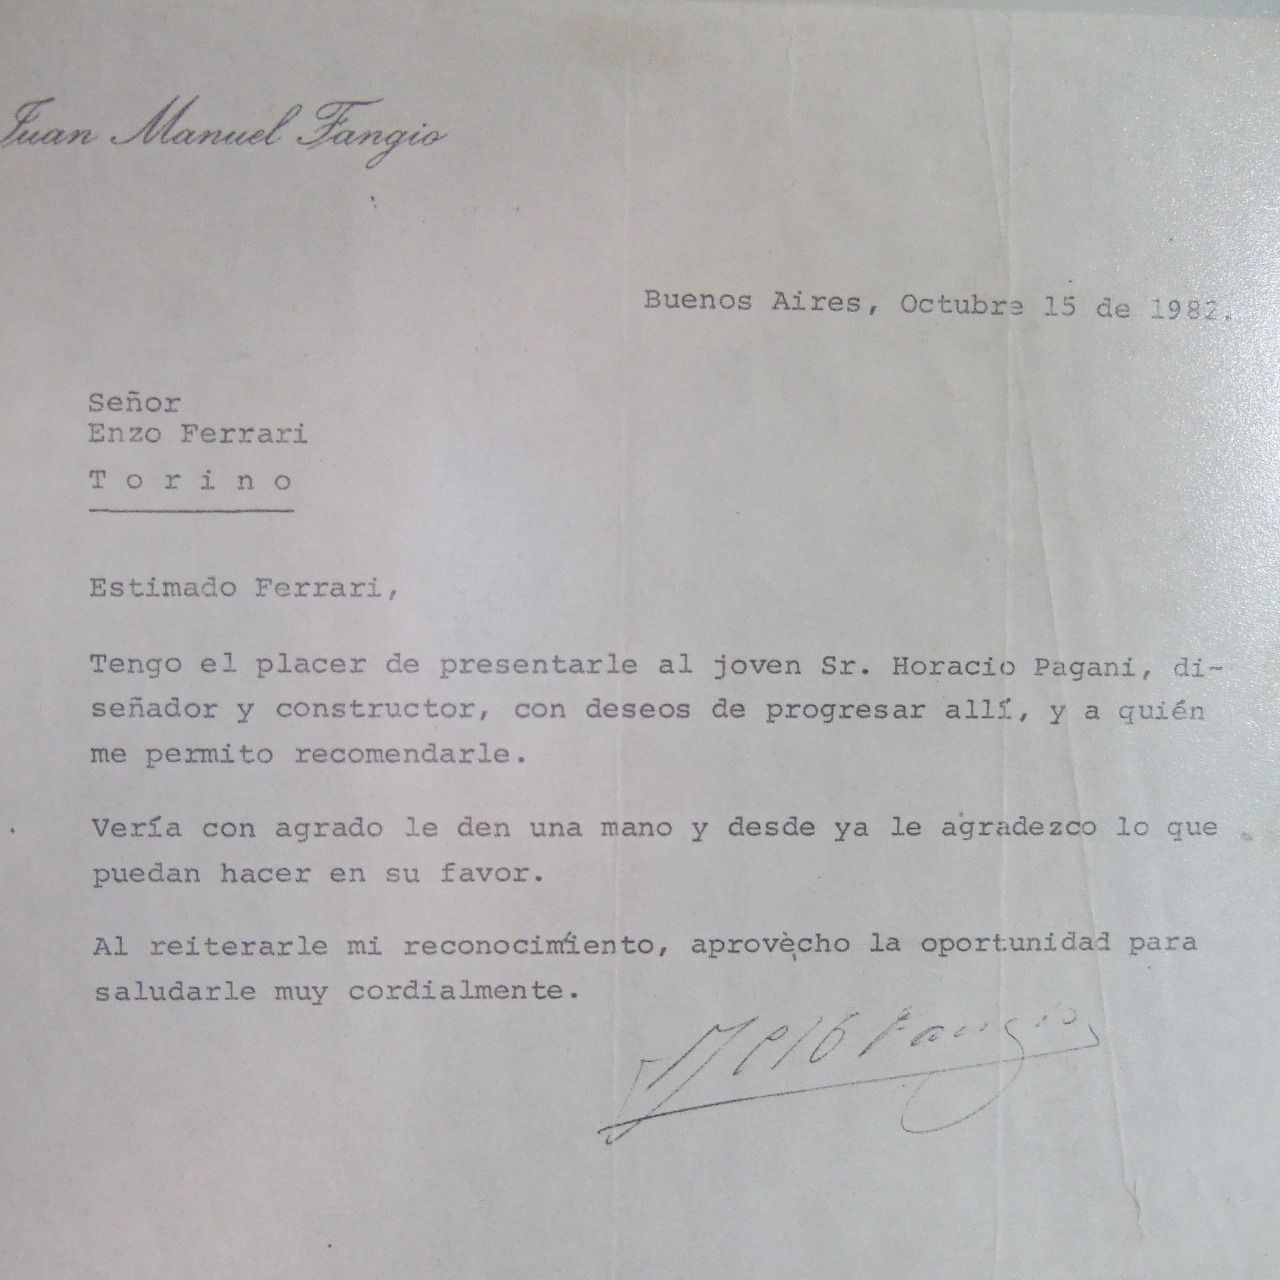 Juan Manuel Fangio
Buenos Aires, Octubre 15 de 1982.
Señor
Enzo Ferrari
T o r i n o
Estimado Ferrari,
Tengo el placer de presentarle al joven Sr. Horacio Pagani, di-
señador y constructor, con deseos de progresar allí, y a quién
me permito recomendarle.
Vería con agrado le den una mano y desde ya le agradezco lo que
puedan hacer en su favor.
Al reiterarle mi reconocimiento, aprovecho la oportunidad para
saludarle muy cordialmente.
Fangio